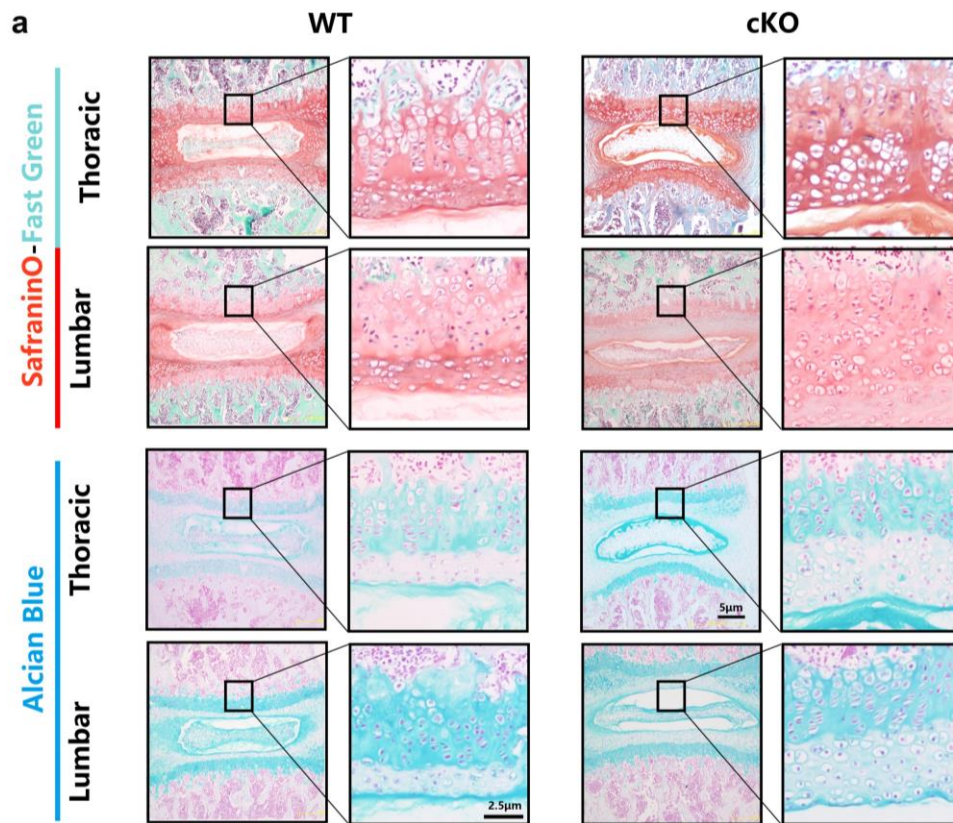 a
WT
cKO
SafraninO-Fast Green
Thoracic
Lumbar
Alcian Blue
Thoracic
5μm
Lumbar
2.5μm